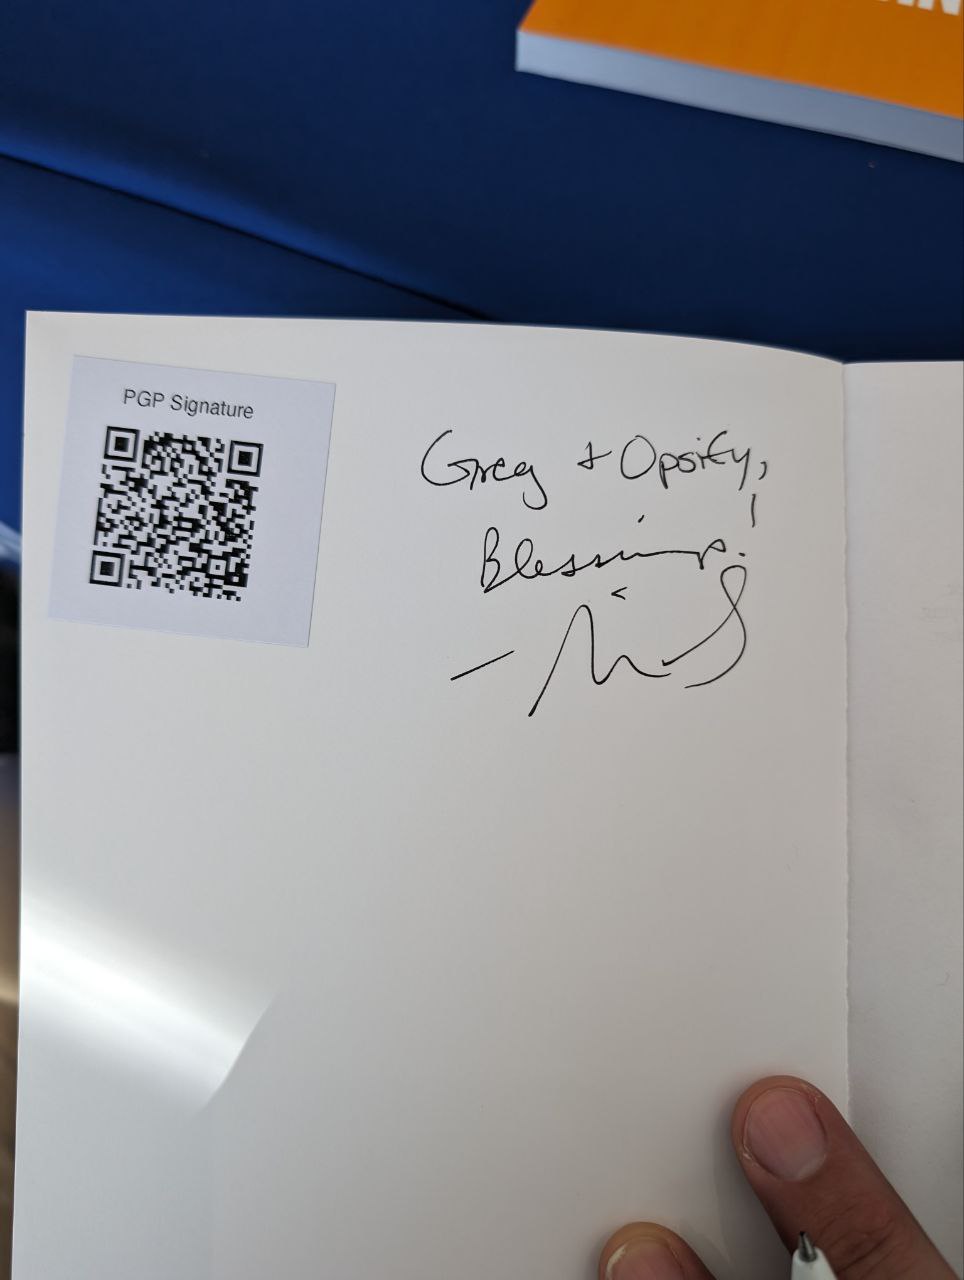 PGP Signature
Greg + Opsify,
Blessings!